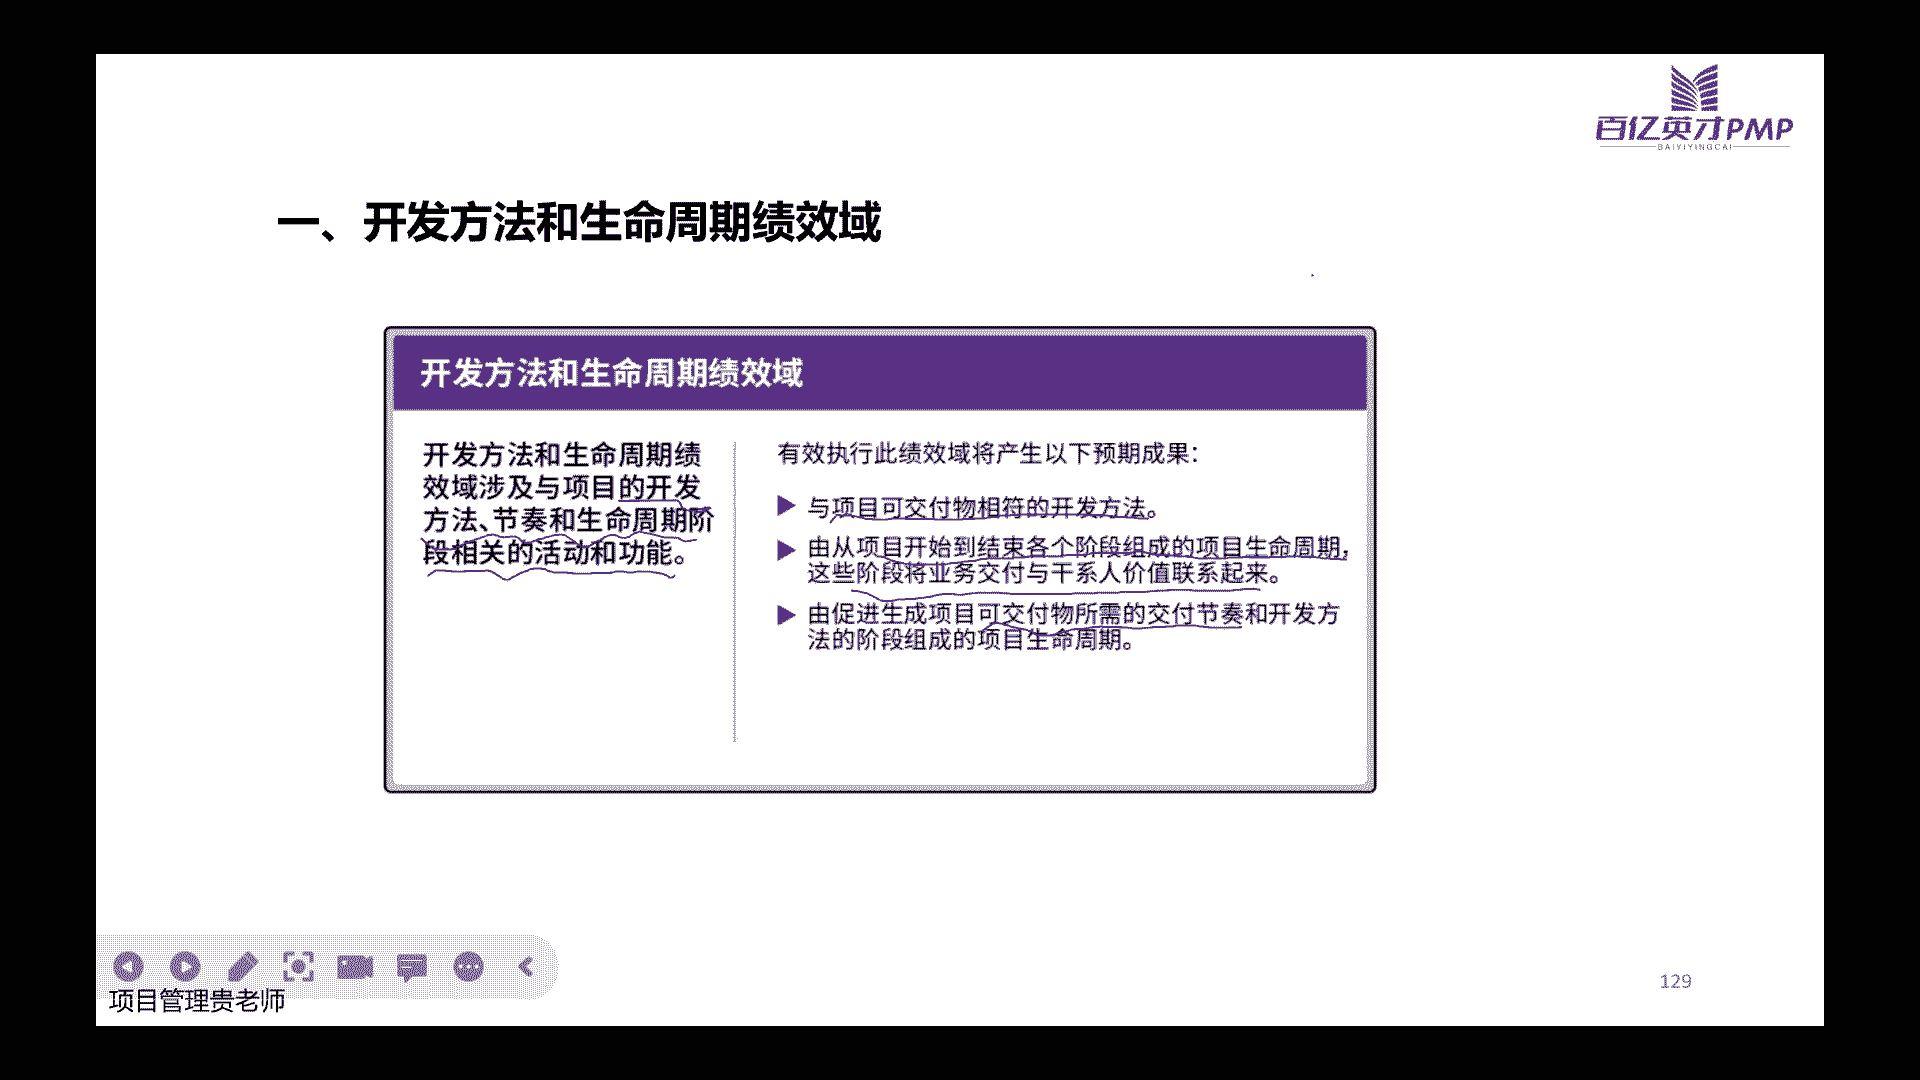 百亿英才PMP
BAIYIYINGCAI
一、开发方法和生命周期绩效域
开发方法和生命周期绩效域
开发方法和生命周期绩
效域涉及与项目的开发
方法、节奏和生命周期阶
段相关的活动和功能。
有效执行此绩效域将产生以下预期成果：
▶ 与项目可交付物相符的开发方法。
▶ 由从项目开始到结束各个阶段组成的项目生命周期，
这些阶段将业务交付与干系人价值联系起来。
▶ 由促进生成项目可交付物所需的交付节奏和开发方
法的阶段组成的项目生命周期。
项目管理贵老师
129